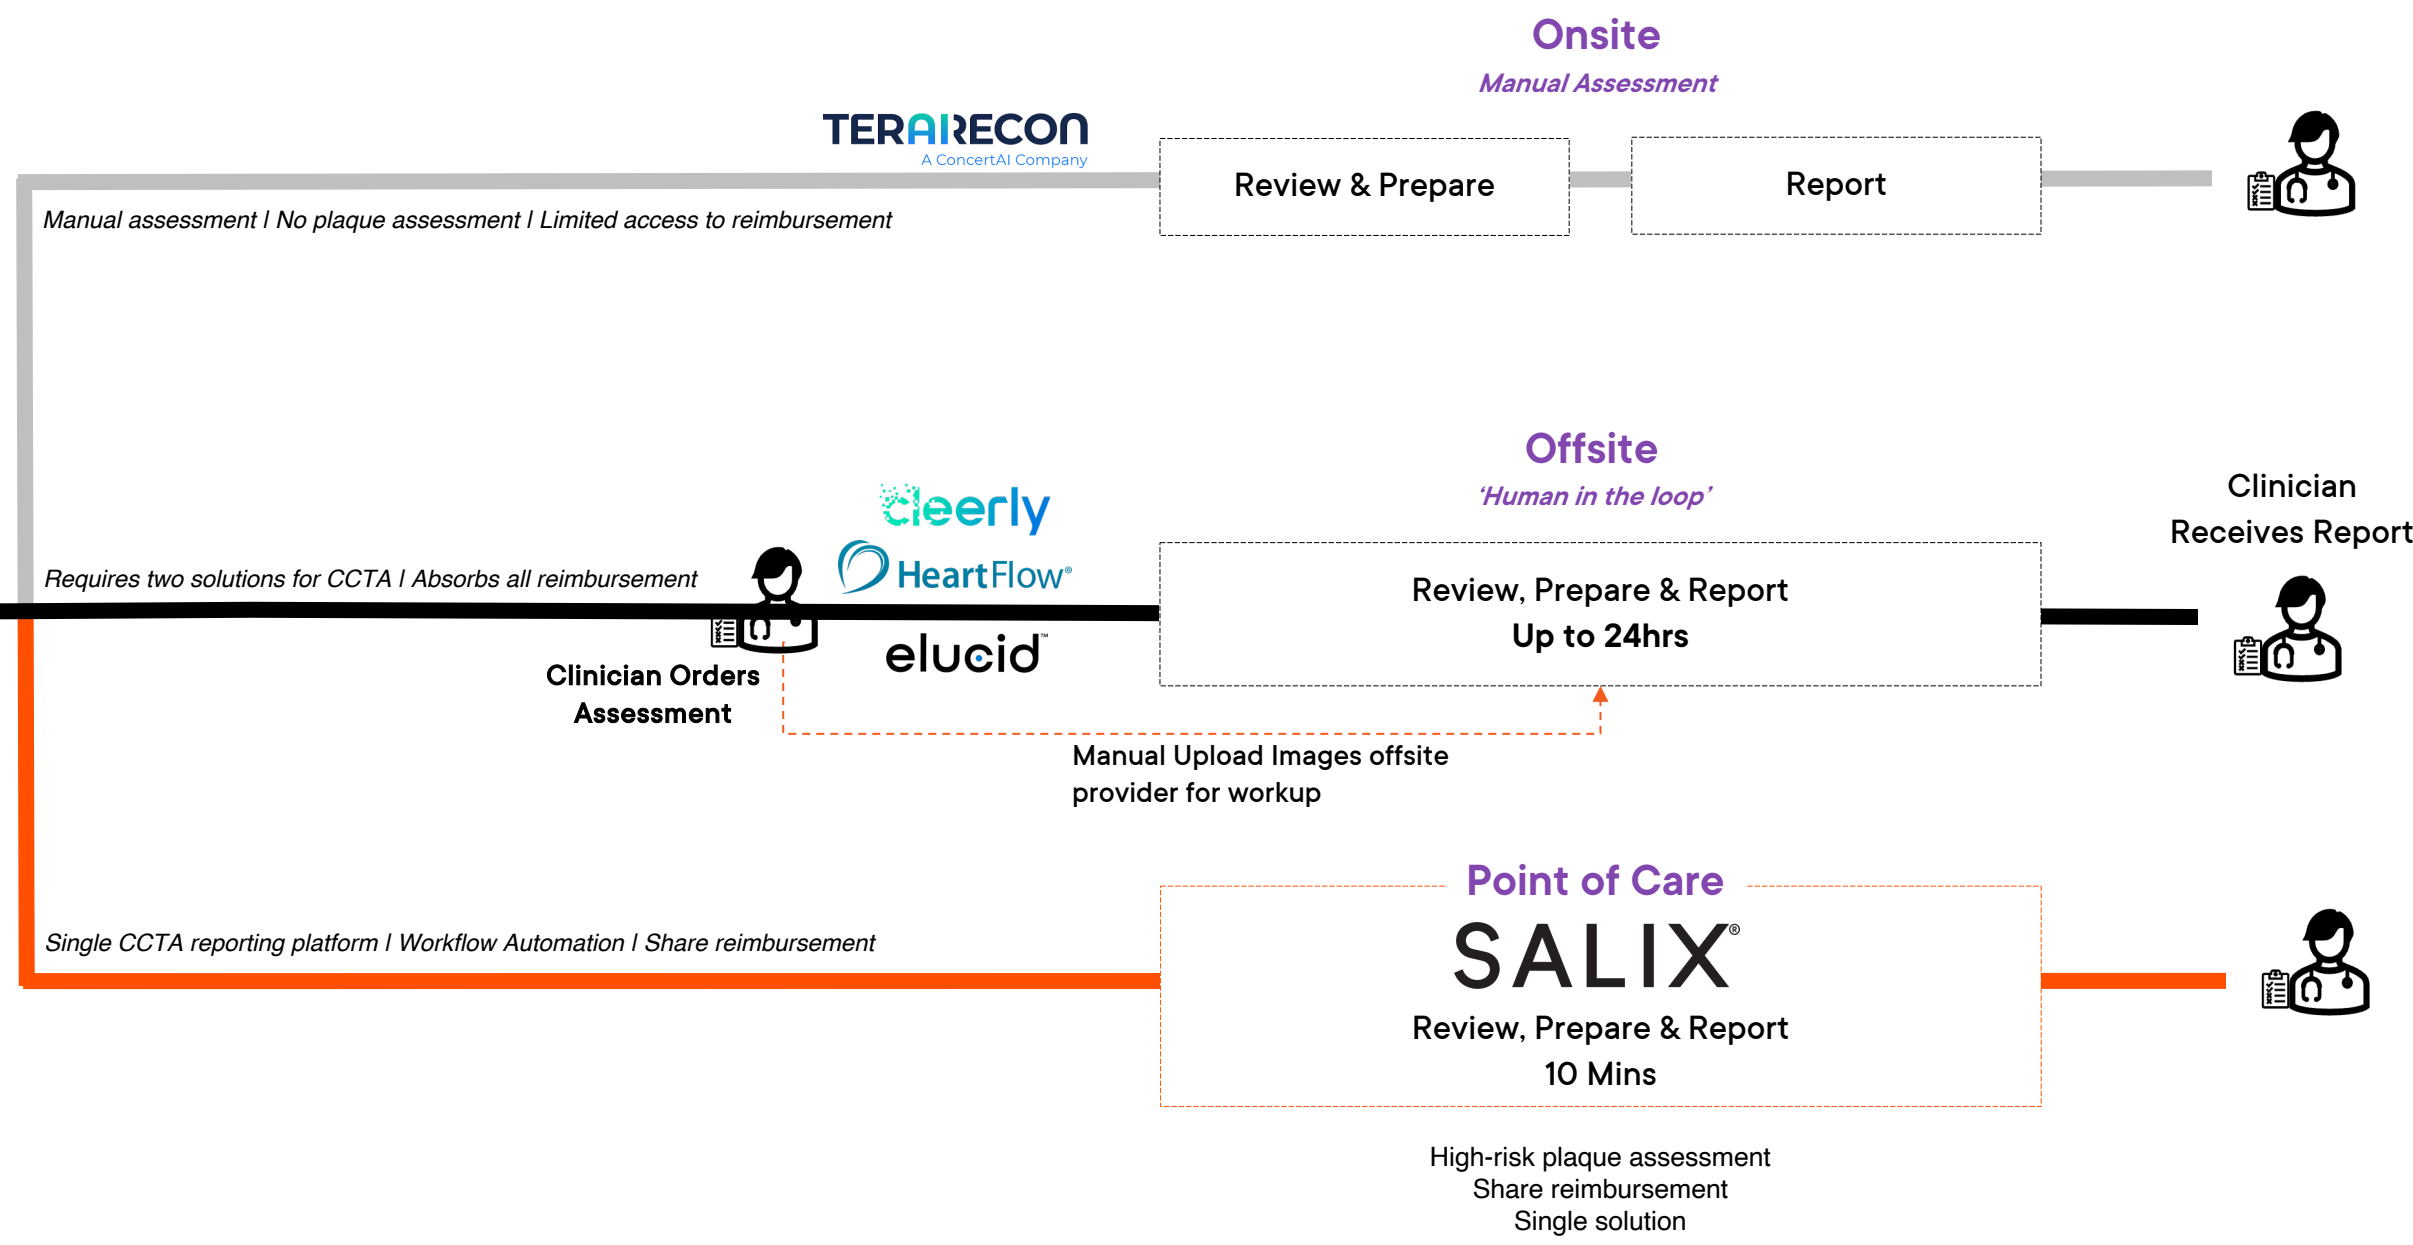 Onsite
Manual Assessment
TERARECON
A ConcertAI Company
Review & Prepare
Report
Manual assessment | No plaque assessment | Limited access to reimbursement
Offsite
‘Human in the loop’
Clinician
Receives Report
cleerly
HeartFlow®
elucid™
Requires two solutions for CCTA | Absorbs all reimbursement
Review, Prepare & Report
Up to 24hrs
Clinician Orders
Assessment
Manual Upload Images offsite
provider for workup
Point of Care
SALIX®
Single CCTA reporting platform | Workflow Automation | Share reimbursement
Review, Prepare & Report
10 Mins
High-risk plaque assessment
Share reimbursement
Single solution